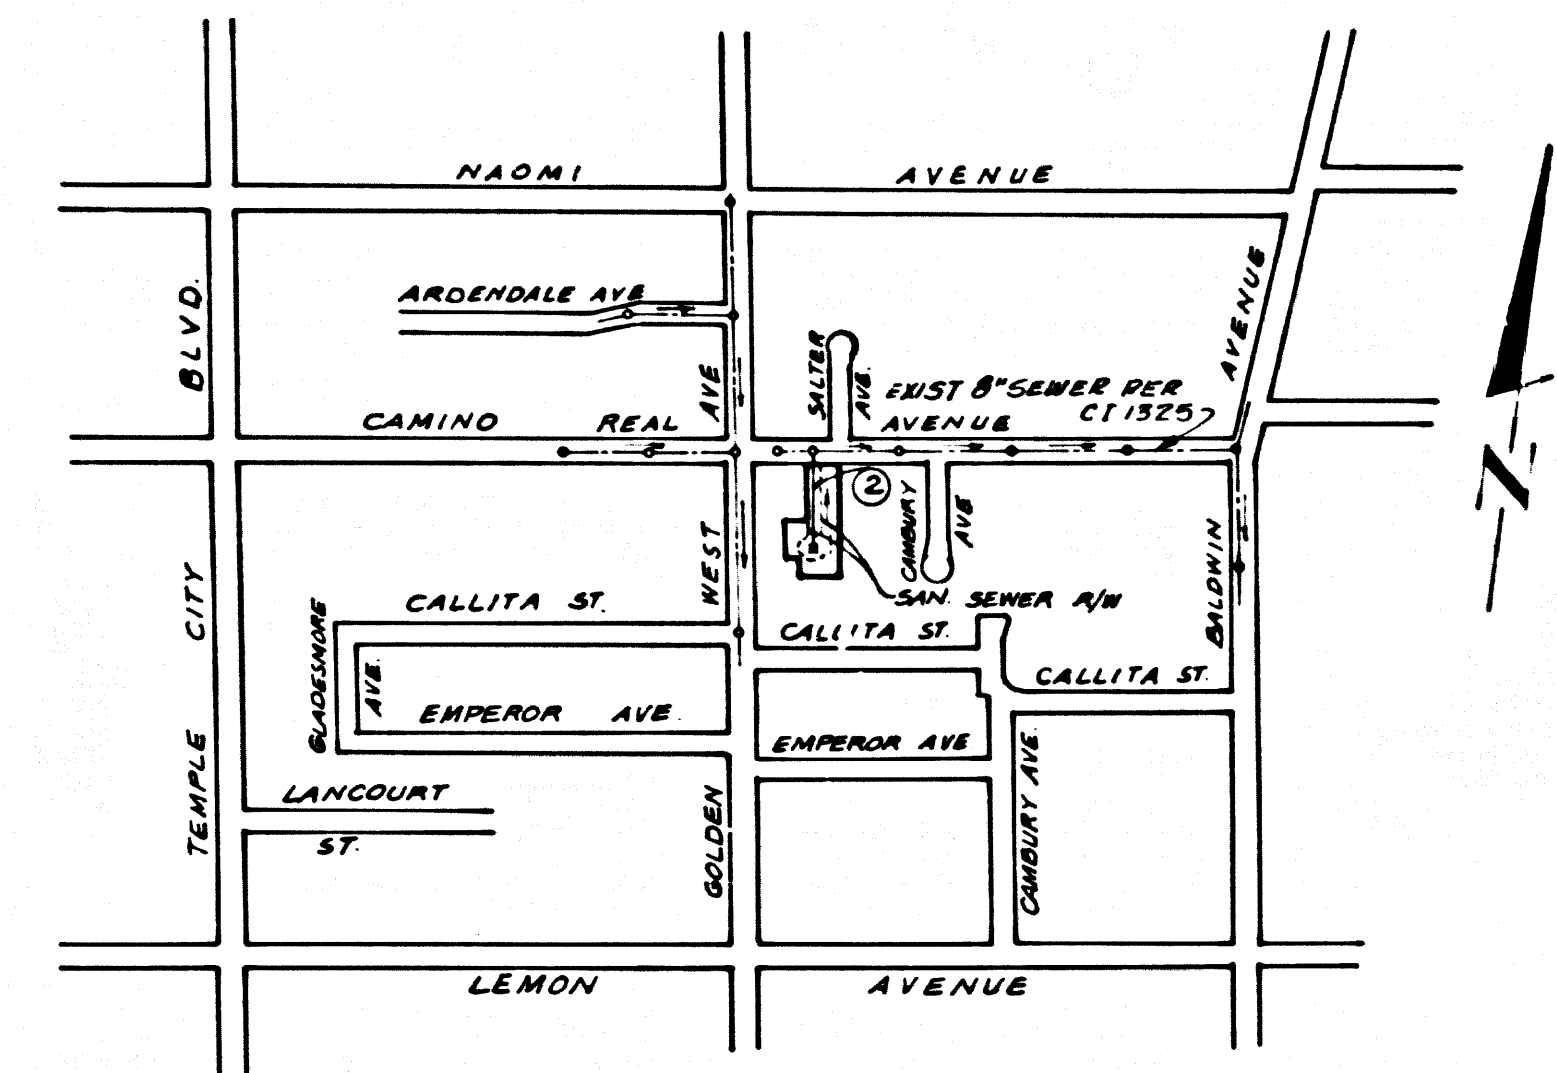 NAOMI AVENUE
ARDENDALE AVE
BLVD.
AVENUE
SALTER
AVE.
AVE
EXIST 8" SEWER PER
CI 1325
CAMINO REAL AVENUE
2
CAMBURY
AVE
WEST
BALDWIN
CITY
SAN. SEWER R/W
CALLITA ST.
CALLITA ST.
GLADESMORE
AVE.
CALLITA ST.
EMPEROR AVE.
EMPEROR AVE
TEMPLE
LANCOURT
ST.
GOLDEN
CAMBURY AVE.
LEMON AVENUE
N